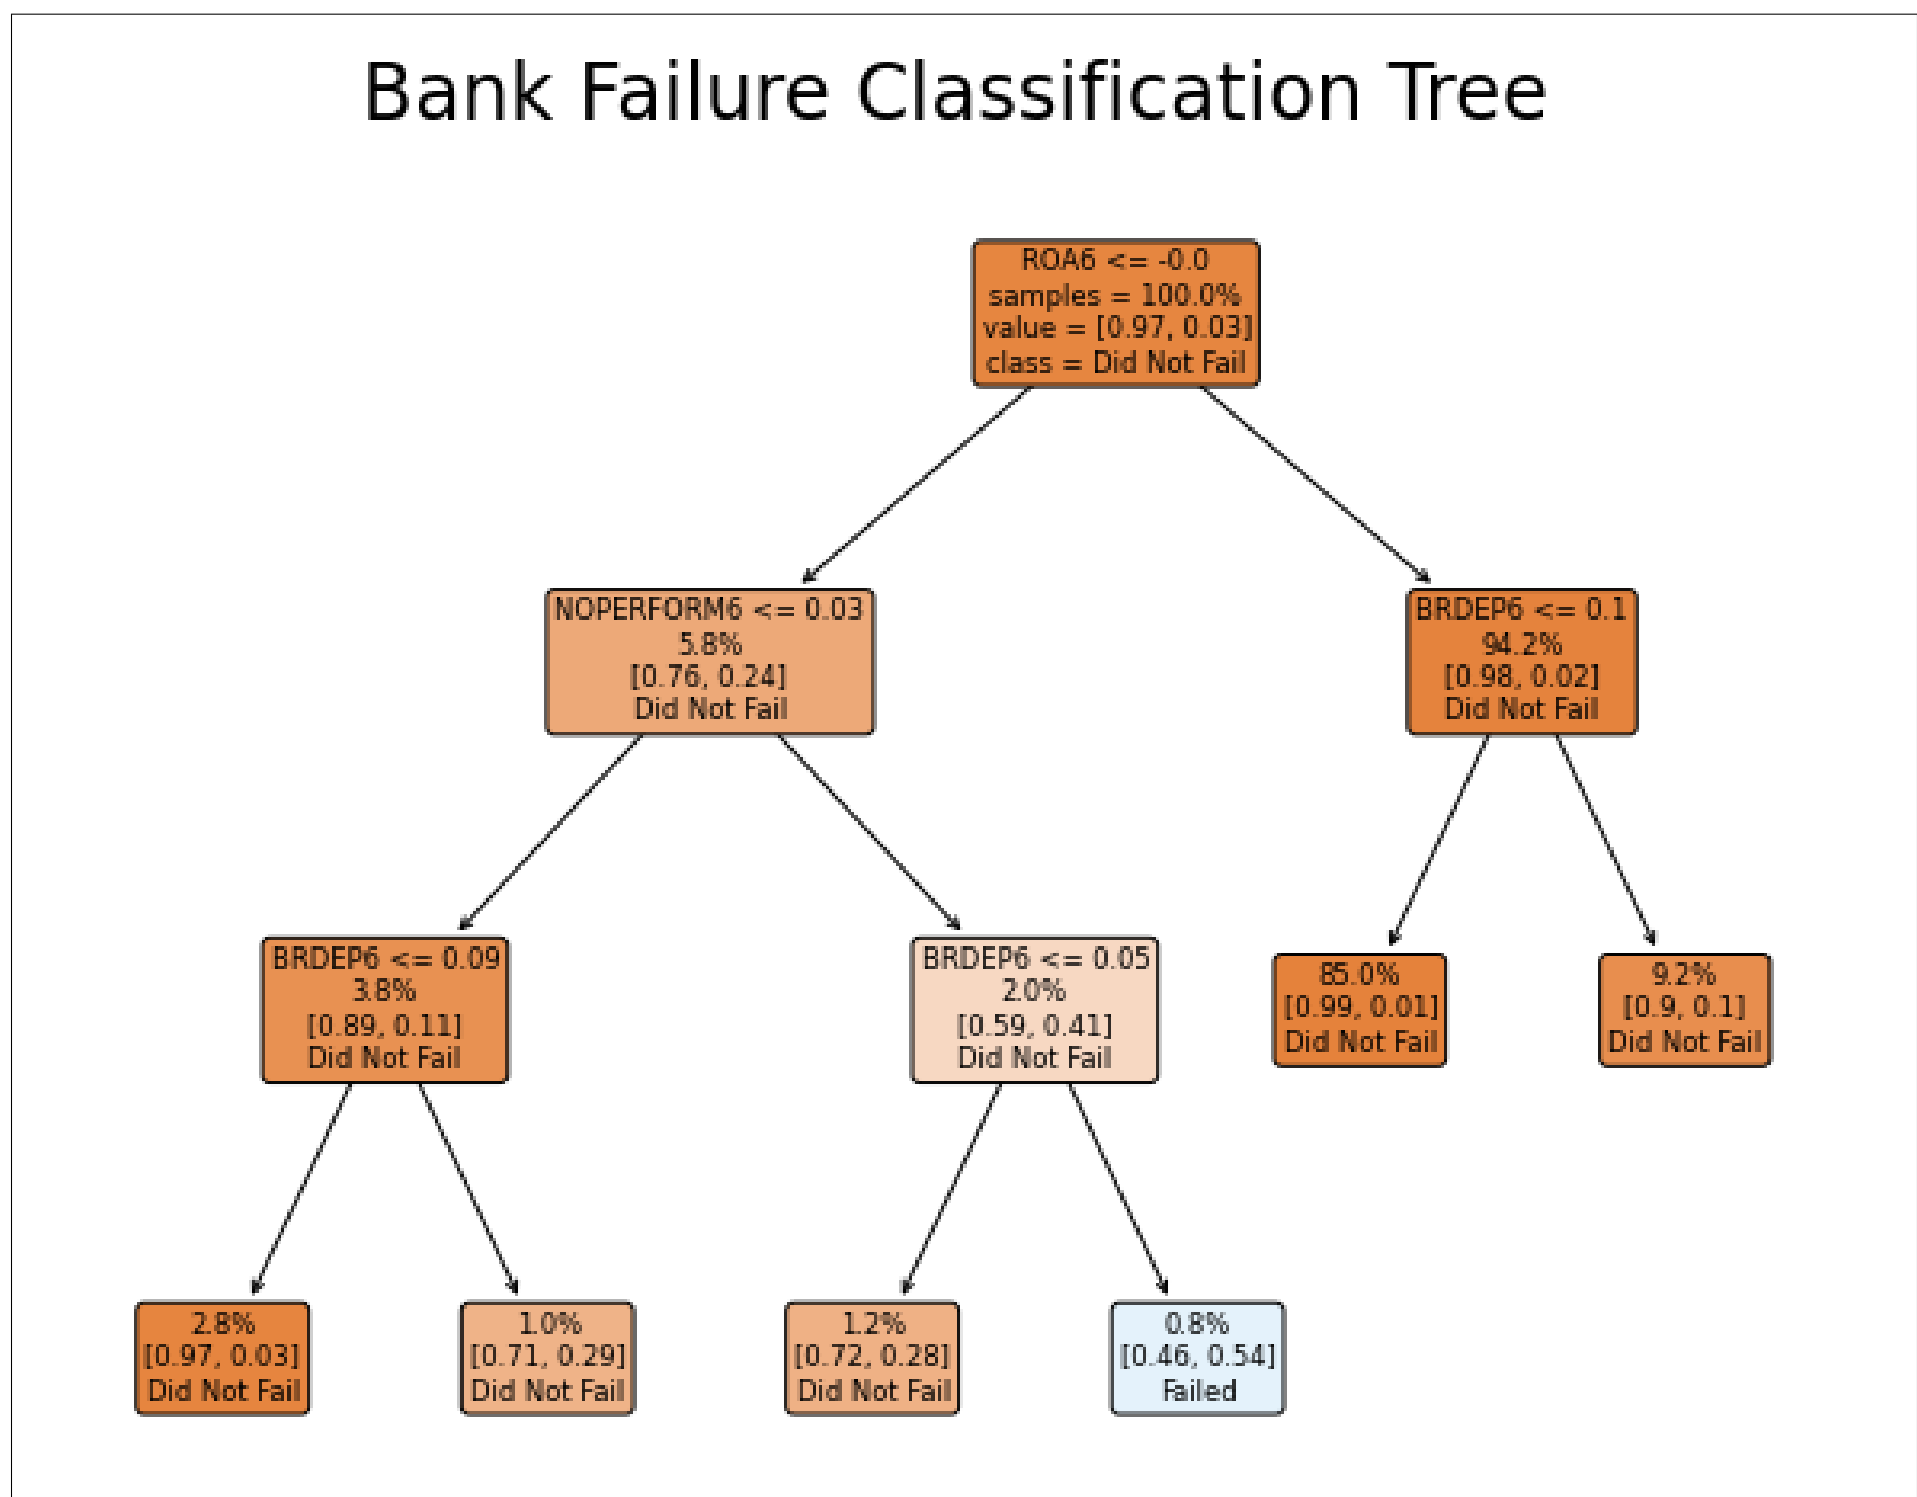 Bank Failure Classification Tree
ROA6 <= -0.0
samples = 100.0%
value = [0.97, 0.03]
class = Did Not Fail
NOPERFORM6 <= 0.03
5.8%
[0.76, 0.24]
Did Not Fail
BRDEP6 <= 0.1
94.2%
[0.98, 0.02]
Did Not Fail
BRDEP6 <= 0.09
3.8%
[0.89, 0.11]
Did Not Fail
BRDEP6 <= 0.05
2.0%
[0.59, 0.41]
Did Not Fail
85.0%
[0.99, 0.01]
Did Not Fail
9.2%
[0.9, 0.1]
Did Not Fail
2.8%
[0.97, 0.03]
Did Not Fail
1.0%
[0.71, 0.29]
Did Not Fail
1.2%
[0.72, 0.28]
Did Not Fail
0.8%
[0.46, 0.54]
Failed